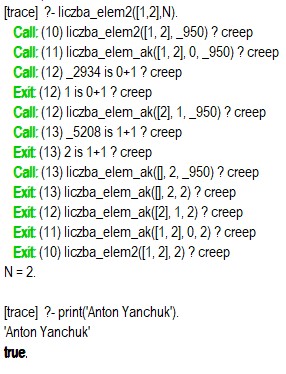 [trace]  ?- liczba_elem2([1,2],N).
Call: (10) liczba_elem2([1, 2], _950) ? creep
Call: (11) liczba_elem_ak([1, 2], 0, _950) ? creep
Call: (12) _2934 is 0+1 ? creep
Exit: (12) 1 is 0+1 ? creep
Call: (12) liczba_elem_ak([2], 1, _950) ? creep
Call: (13) _5208 is 1+1 ? creep
Exit: (13) 2 is 1+1 ? creep
Call: (13) liczba_elem_ak([], 2, _950) ? creep
Exit: (13) liczba_elem_ak([], 2, 2) ? creep
Exit: (12) liczba_elem_ak([2], 1, 2) ? creep
Exit: (11) liczba_elem_ak([1, 2], 0, 2) ? creep
Exit: (10) liczba_elem2([1, 2], 2) ? creep
N = 2.
[trace]  ?- print('Anton Yanchuk').
'Anton Yanchuk'
true.